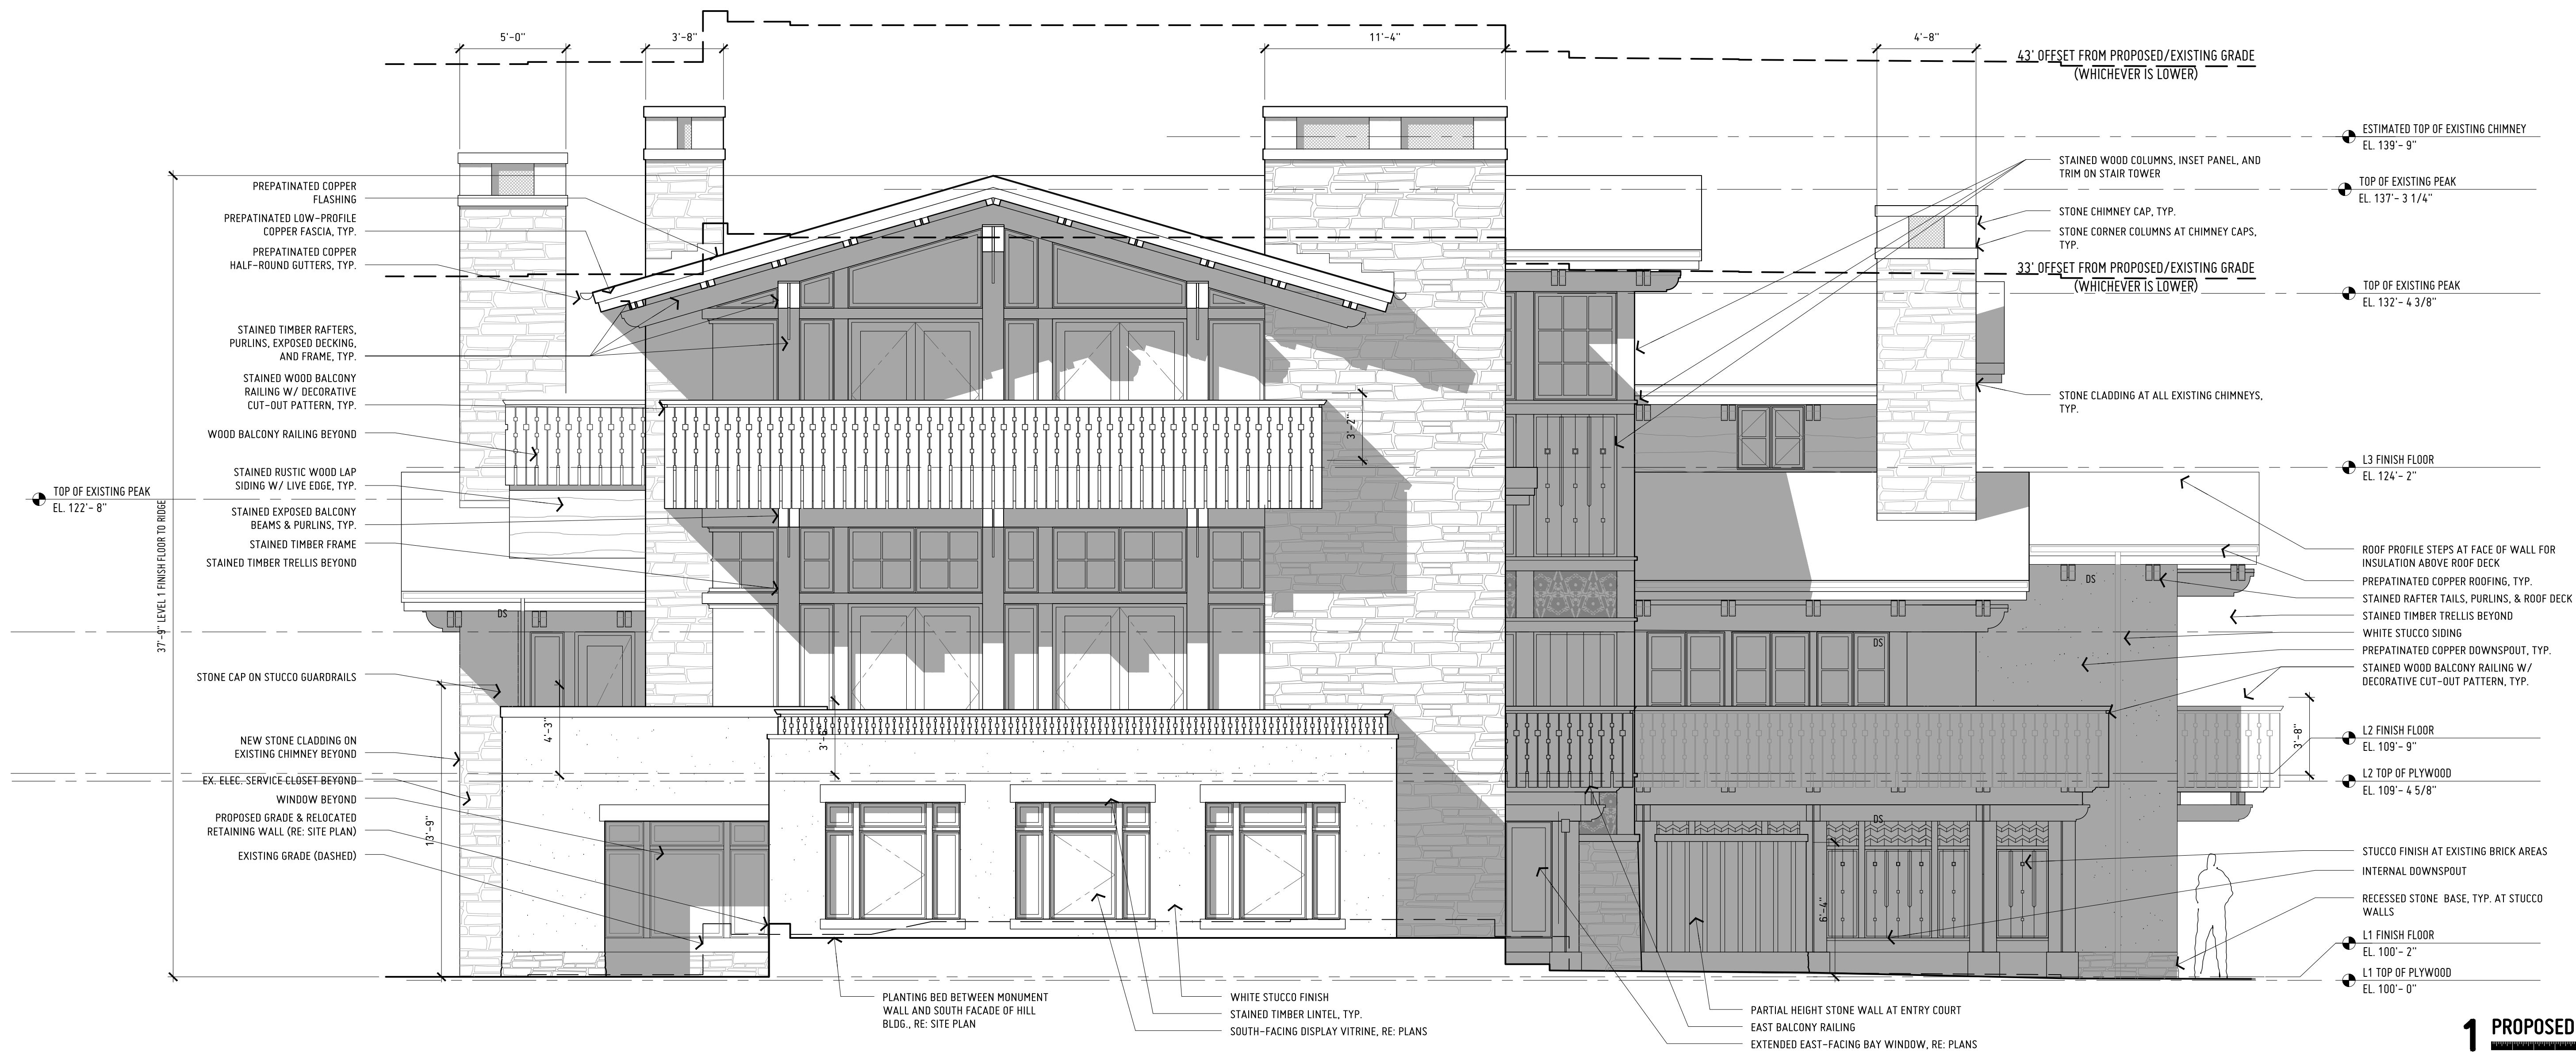 5'-0"
3'-8"
11'-4"
4'-8"
43' OFFSET FROM PROPOSED/EXISTING GRADE
(WHICHEVER IS LOWER)
ESTIMATED TOP OF EXISTING CHIMNEY
EL. 139'- 9"
TOP OF EXISTING PEAK
EL. 137'- 3 1/4"
STAINED WOOD COLUMNS, INSET PANEL, AND
TRIM ON STAIR TOWER
STONE CHIMNEY CAP, TYP.
STONE CORNER COLUMNS AT CHIMNEY CAPS,
TYP.
33' OFFSET FROM PROPOSED/EXISTING GRADE
(WHICHEVER IS LOWER)
TOP OF EXISTING PEAK
EL. 132'- 4 3/8"
STONE CLADDING AT ALL EXISTING CHIMNEYS,
TYP.
L3 FINISH FLOOR
EL. 124'- 2"
PREPATINATED COPPER
FLASHING
PREPATINATED LOW-PROFILE
COPPER FASCIA, TYP.
PREPATINATED COPPER
HALF-ROUND GUTTERS, TYP.
STAINED TIMBER RAFTERS,
PURLINS, EXPOSED DECKING,
AND FRAME, TYP.
STAINED WOOD BALCONY
RAILING W/ DECORATIVE
CUT-OUT PATTERN, TYP.
WOOD BALCONY RAILING BEYOND
STAINED RUSTIC WOOD LAP
SIDING W/ LIVE EDGE, TYP.
STAINED EXPOSED BALCONY
BEAMS & PURLINS, TYP.
STAINED TIMBER FRAME
STAINED TIMBER TRELLIS BEYOND
TOP OF EXISTING PEAK
EL. 122'- 8"
37'-9" LEVEL 1 FINISH FLOOR TO RIDGE
3'-2"
STONE CAP ON STUCCO GUARDRAILS
NEW STONE CLADDING ON
EXISTING CHIMNEY BEYOND
EX. ELEC. SERVICE CLOSET BEYOND
WINDOW BEYOND
PROPOSED GRADE & RELOCATED
RETAINING WALL (RE: SITE PLAN)
EXISTING GRADE (DASHED)
DS
13'-9"
4'-3"
DS
DS
DS
6'-4"
3'-8"
ROOF PROFILE STEPS AT FACE OF WALL FOR
INSULATION ABOVE ROOF DECK
PREPATINATED COPPER ROOFING, TYP.
STAINED RAFTER TAILS, PURLINS, & ROOF DECK
STAINED TIMBER TRELLIS BEYOND
WHITE STUCCO SIDING
PREPATINATED COPPER DOWNSPOUT, TYP.
STAINED WOOD BALCONY RAILING W/
DECORATIVE CUT-OUT PATTERN, TYP.
L2 FINISH FLOOR
EL. 109'- 9"
L2 TOP OF PLYWOOD
EL. 109'- 4 5/8"
STUCCO FINISH AT EXISTING BRICK AREAS
INTERNAL DOWNSPOUT
RECESSED STONE BASE, TYP. AT STUCCO
WALLS
L1 FINISH FLOOR
EL. 100'- 2"
L1 TOP OF PLYWOOD
EL. 100'- 0"
PLANTING BED BETWEEN MONUMENT
WALL AND SOUTH FACADE OF HILL
BLDG., RE: SITE PLAN
WHITE STUCCO FINISH
STAINED TIMBER LINTEL, TYP.
SOUTH-FACING DISPLAY VITRINE, RE: PLANS
PARTIAL HEIGHT STONE WALL AT ENTRY COURT
EAST BALCONY RAILING
EXTENDED EAST-FACING BAY WINDOW, RE: PLANS
1 PROPOSED